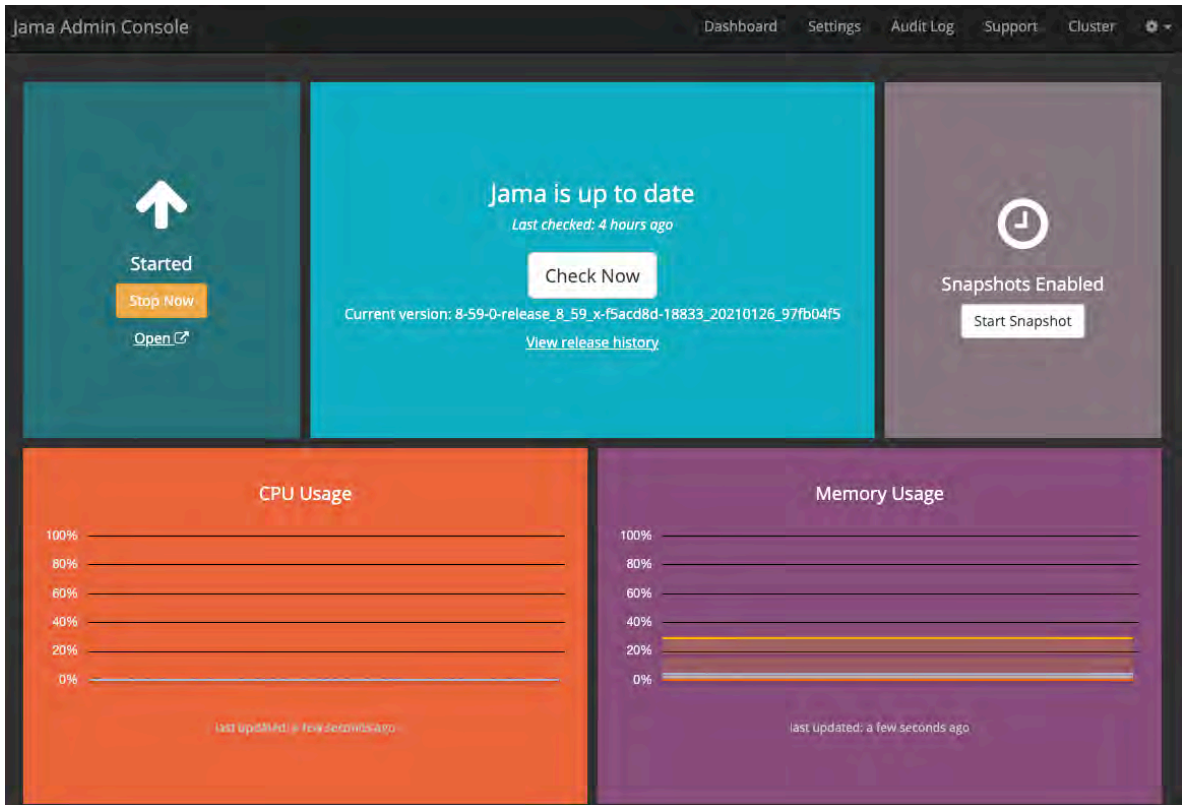 Jama Admin Console
Dashboard Settings Audit Log Support Cluster
Started
Stop Now
Open
Jama is up to date
Last checked: 4 hours ago
Check Now
Current version: 8-59-0-release_8_59_x-f5acd8d-18833_20210126_97fb04f5
View release history
Snapshots Enabled
Start Snapshot
CPU Usage
100%
80%
60%
40%
20%
0%
last updated: a few seconds ago
Memory Usage
100%
80%
60%
40%
20%
0%
last updated: a few seconds ago